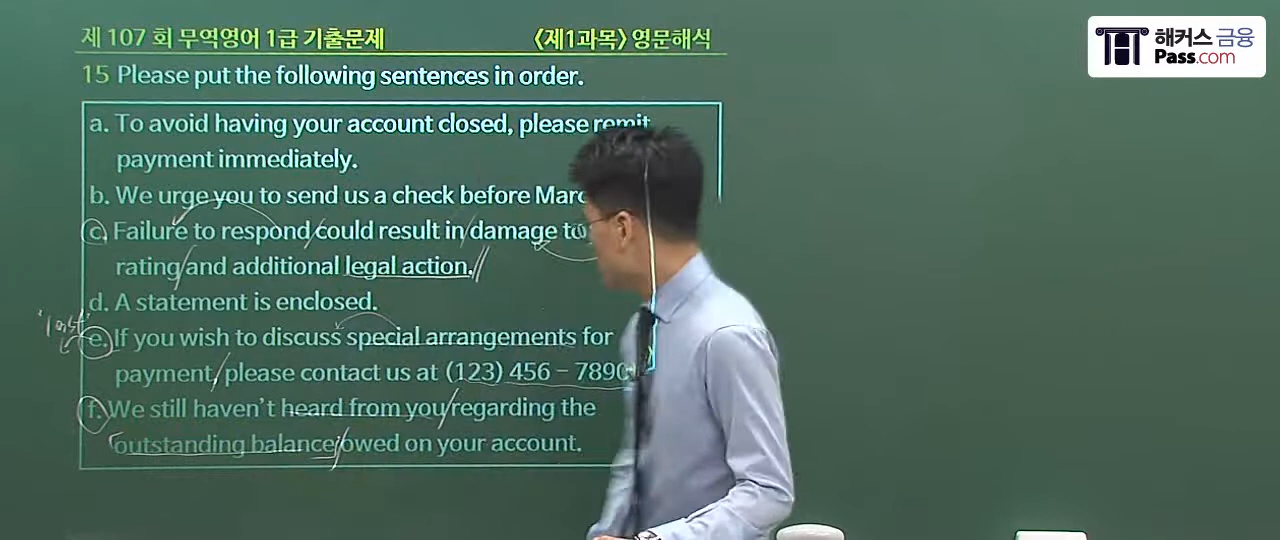 제 107 회 무역영어 1급 기출문제 〈제1과목〉 영문해석
해커스 금융
Pass.com
15 Please put the following sentences in order.
a. To avoid having your account closed, please remit
payment immediately.
b. We urge you to send us a check before
c. Failure to respond could result in damage to
rating and additional legal action.
d. A statement is enclosed.
"last"
e. If you wish to discuss special arrangements for
payment, please contact us at (123) 456 – 7890
f. We still haven't heard from you regarding the
outstanding balance owed on your account.